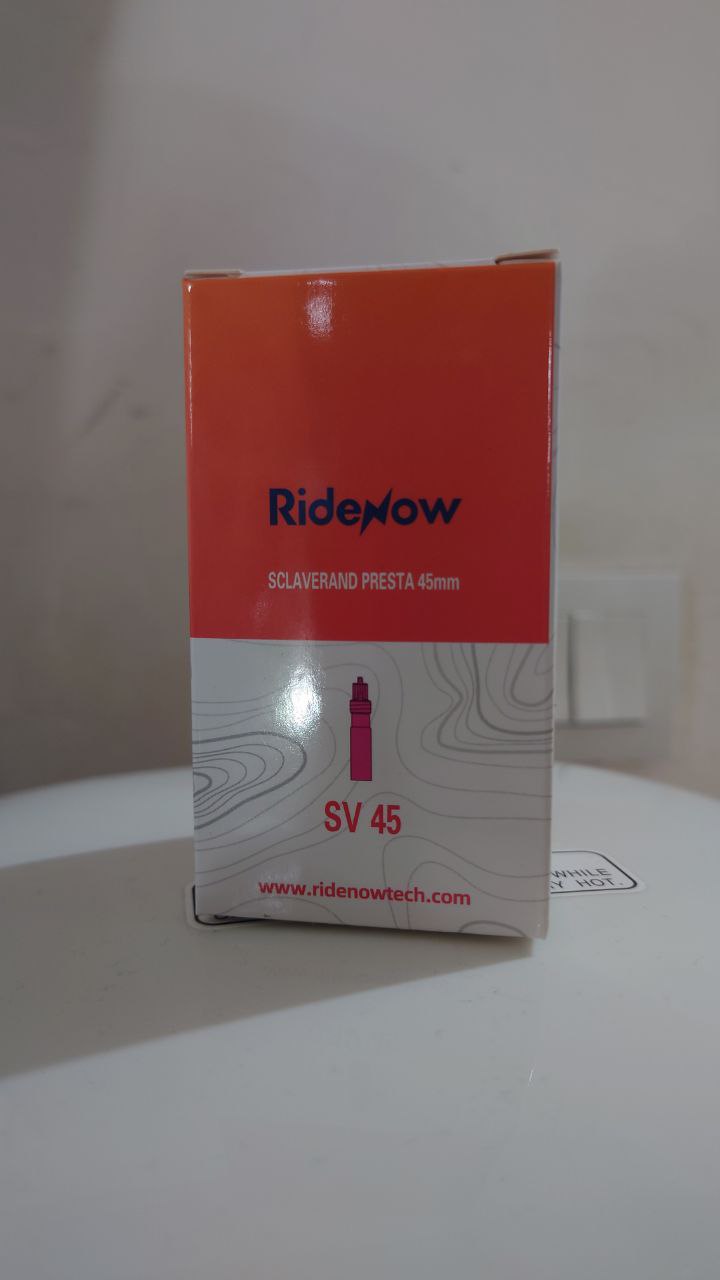 RideNow
SCLAVERAND PRESTA 45mm
SV 45
www.ridenowtech.com
WHILE
HOT.